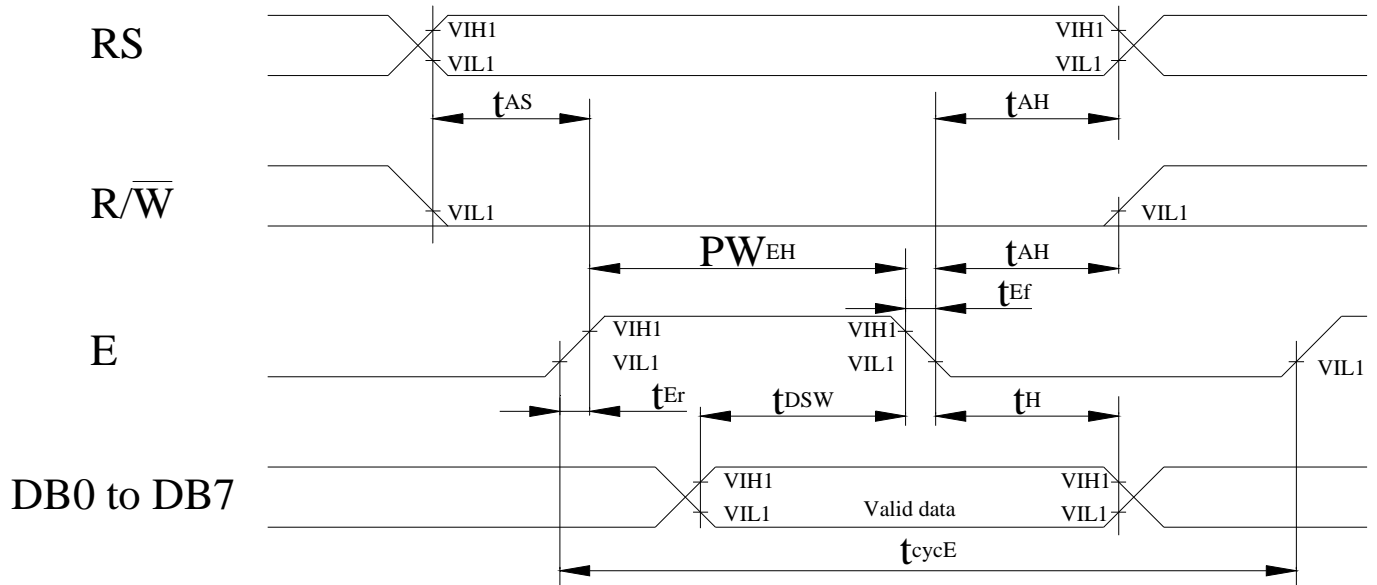 RS
VIH1
VIL1
VIH1
VIL1
tAS
tAH
R/W̅
VIL1
VIL1
PWEH
tAH
tEf
E
VIH1
VIL1
VIH1
VIL1
VIL1
tEr
tDSW
tH
DB0 to DB7
VIH1
VIL1
Valid data
VIH1
VIL1
tcycE